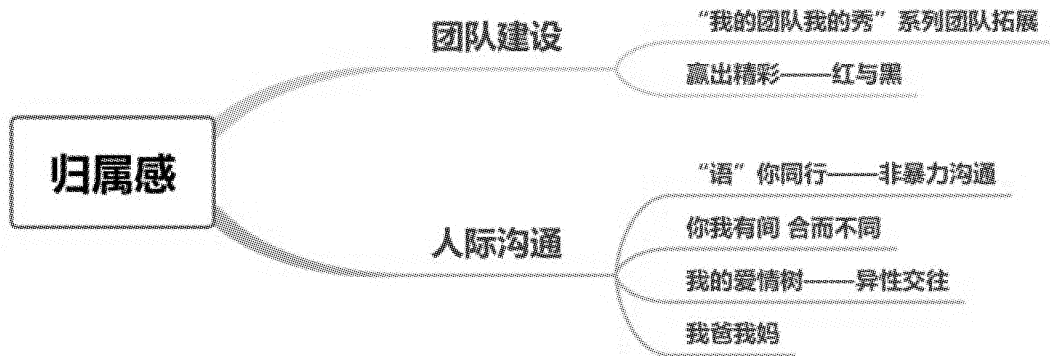 归属感
团队建设
“我的团队我的秀”系列团队拓展
赢出精彩——红与黑
人际沟通
“语”你同行——非暴力沟通
你我有间 合而不同
我的爱情树——异性交往
我爸我妈